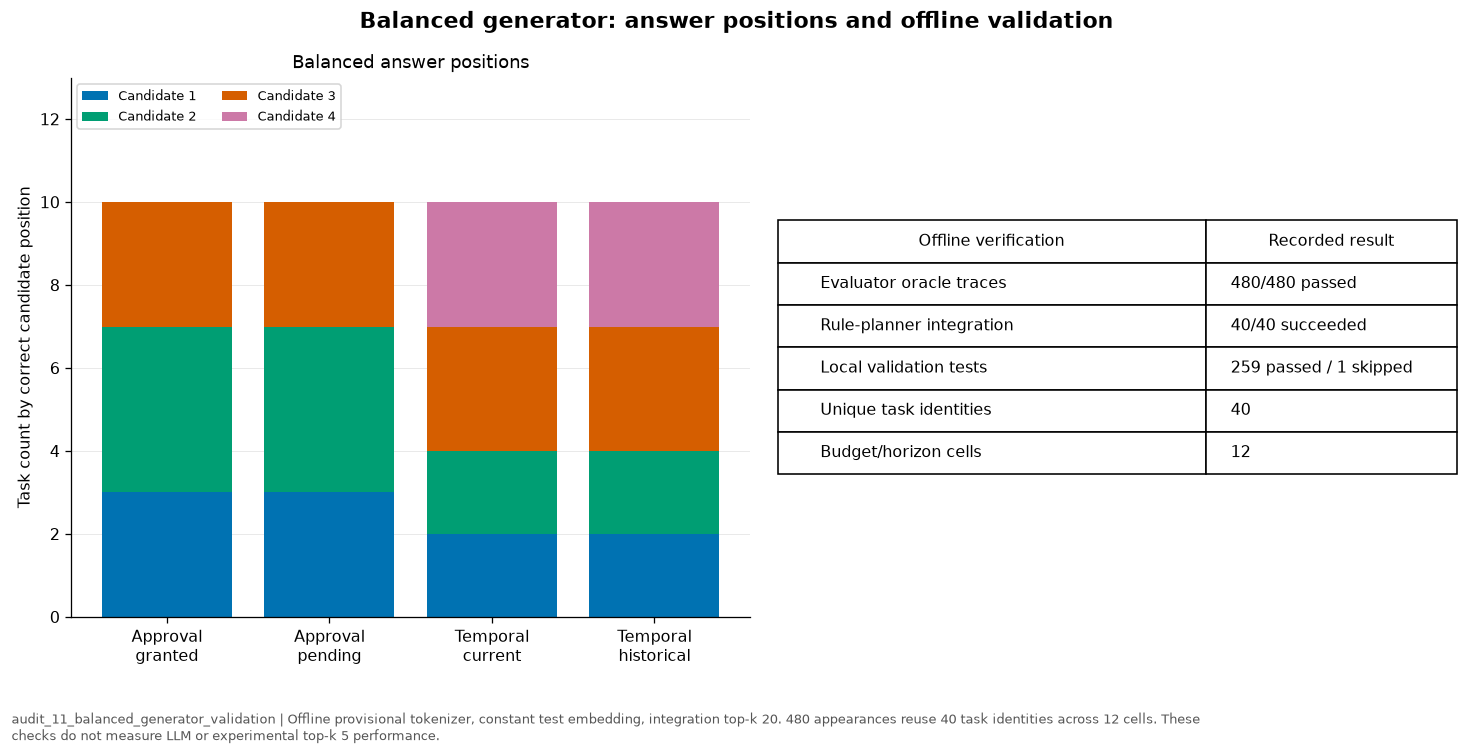 Balanced generator: answer positions and offline validation
Balanced answer positions
Candidate 1
Candidate 2
Candidate 3
Candidate 4
Task count by correct candidate position
12
10
8
6
4
2
0
Approval
granted
Approval
pending
Temporal
current
Temporal
historical
Offline verification Recorded result
Evaluator oracle traces 480/480 passed
Rule-planner integration 40/40 succeeded
Local validation tests 259 passed / 1 skipped
Unique task identities 40
Budget/horizon cells 12
audit_11_balanced_generator_validation | Offline provisional tokenizer, constant test embedding, integration top-k 20. 480 appearances reuse 40 task identities across 12 cells. These
checks do not measure LLM or experimental top-k 5 performance.